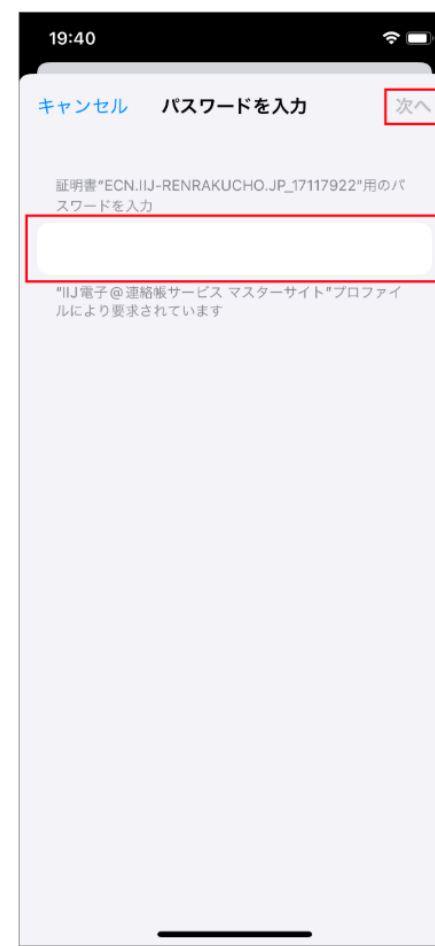 19:40
キャンセル パスワードを入力 次へ
証明書"ECN.IIJ-RENRAKUCHO.JP_17117922"用のパ
スワードを入力
"IIJ電子@連絡帳サービス マスターサイト"プロファイ
ルにより要求されています